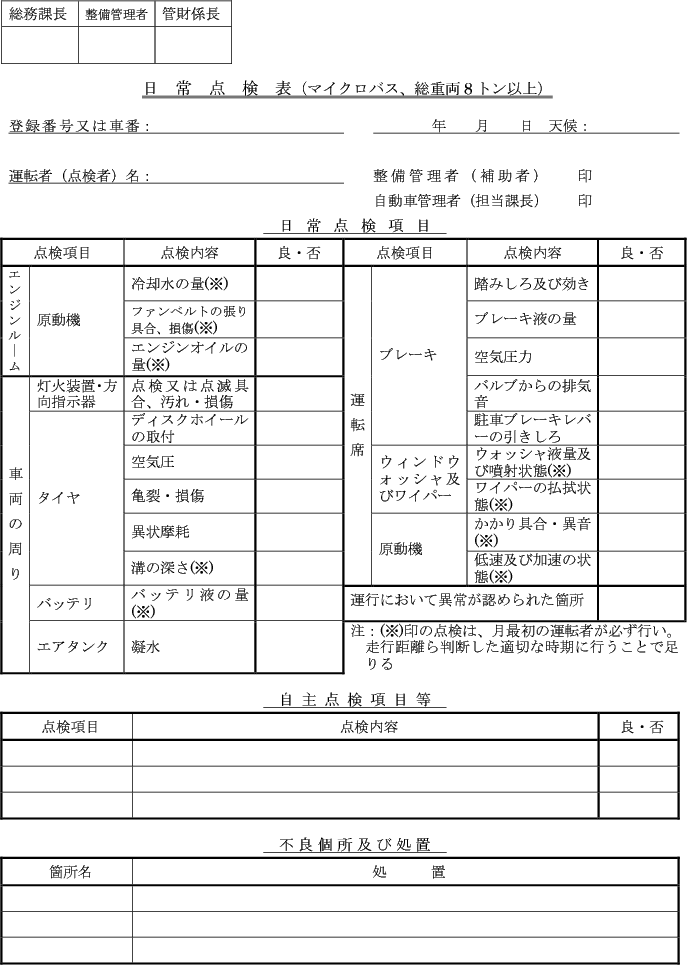 総務課長 整備管理者 管財係長
日常点検表（マイクロバス、総重両８トン以上）
登録番号又は車番： 年 月 日 天候：
運転者（点検者）名： 整備管理者（補助者） 印
自動車管理者（担当課長） 印
日常点検項目
点検項目 点検内容 良・否 点検項目 点検内容 良・否
エンジンルーム
原動機
冷却水の量(※)
ファンベルトの張り
具合、損傷(※)
エンジンオイルの
量(※)
車両の周り
灯火装置・方
向指示器
点検又は点滅具
合、汚れ・損傷
タイヤ
ディスクホイール
の取付
空気圧
亀裂・損傷
異状摩耗
溝の深さ(※)
バッテリ
バッテリ液の量
(※)
エアタンク
凝水
運転席
ブレーキ
踏みしろ及び効き
ブレーキ液の量
空気圧力
バルブからの排気
音
駐車ブレーキレバ
ーの引きしろ
ウィンドウ
ォッシャ及
びワイパー
ウォッシャ液量及
び噴射状態(※)
ワイパーの払拭状
態(※)
原動機
かかり具合・異音
(※)
低速及び加速の状
態(※)
運行において異常が認められた箇所
注：(※)印の点検は、月最初の運転者が必ず行い。
走行距離ら判断した適切な時期に行うことで足
りる
自主点検項目等
点検項目 点検内容 良・否
不良個所及び処置
箇所名 処 置